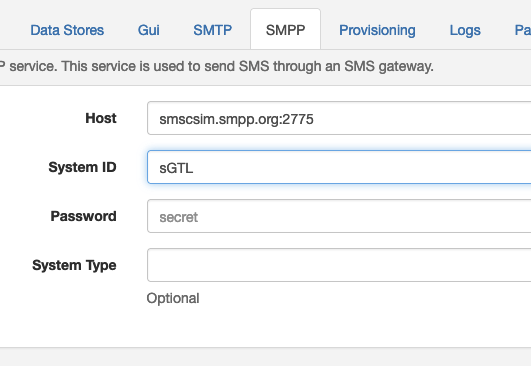 Data Stores Gui SMTP SMPP Provisioning Logs Pa
P service. This service is used to send SMS through an SMS gateway.
Host smscsim.smpp.org:2775
System ID sGTL
Password secret
System Type
Optional